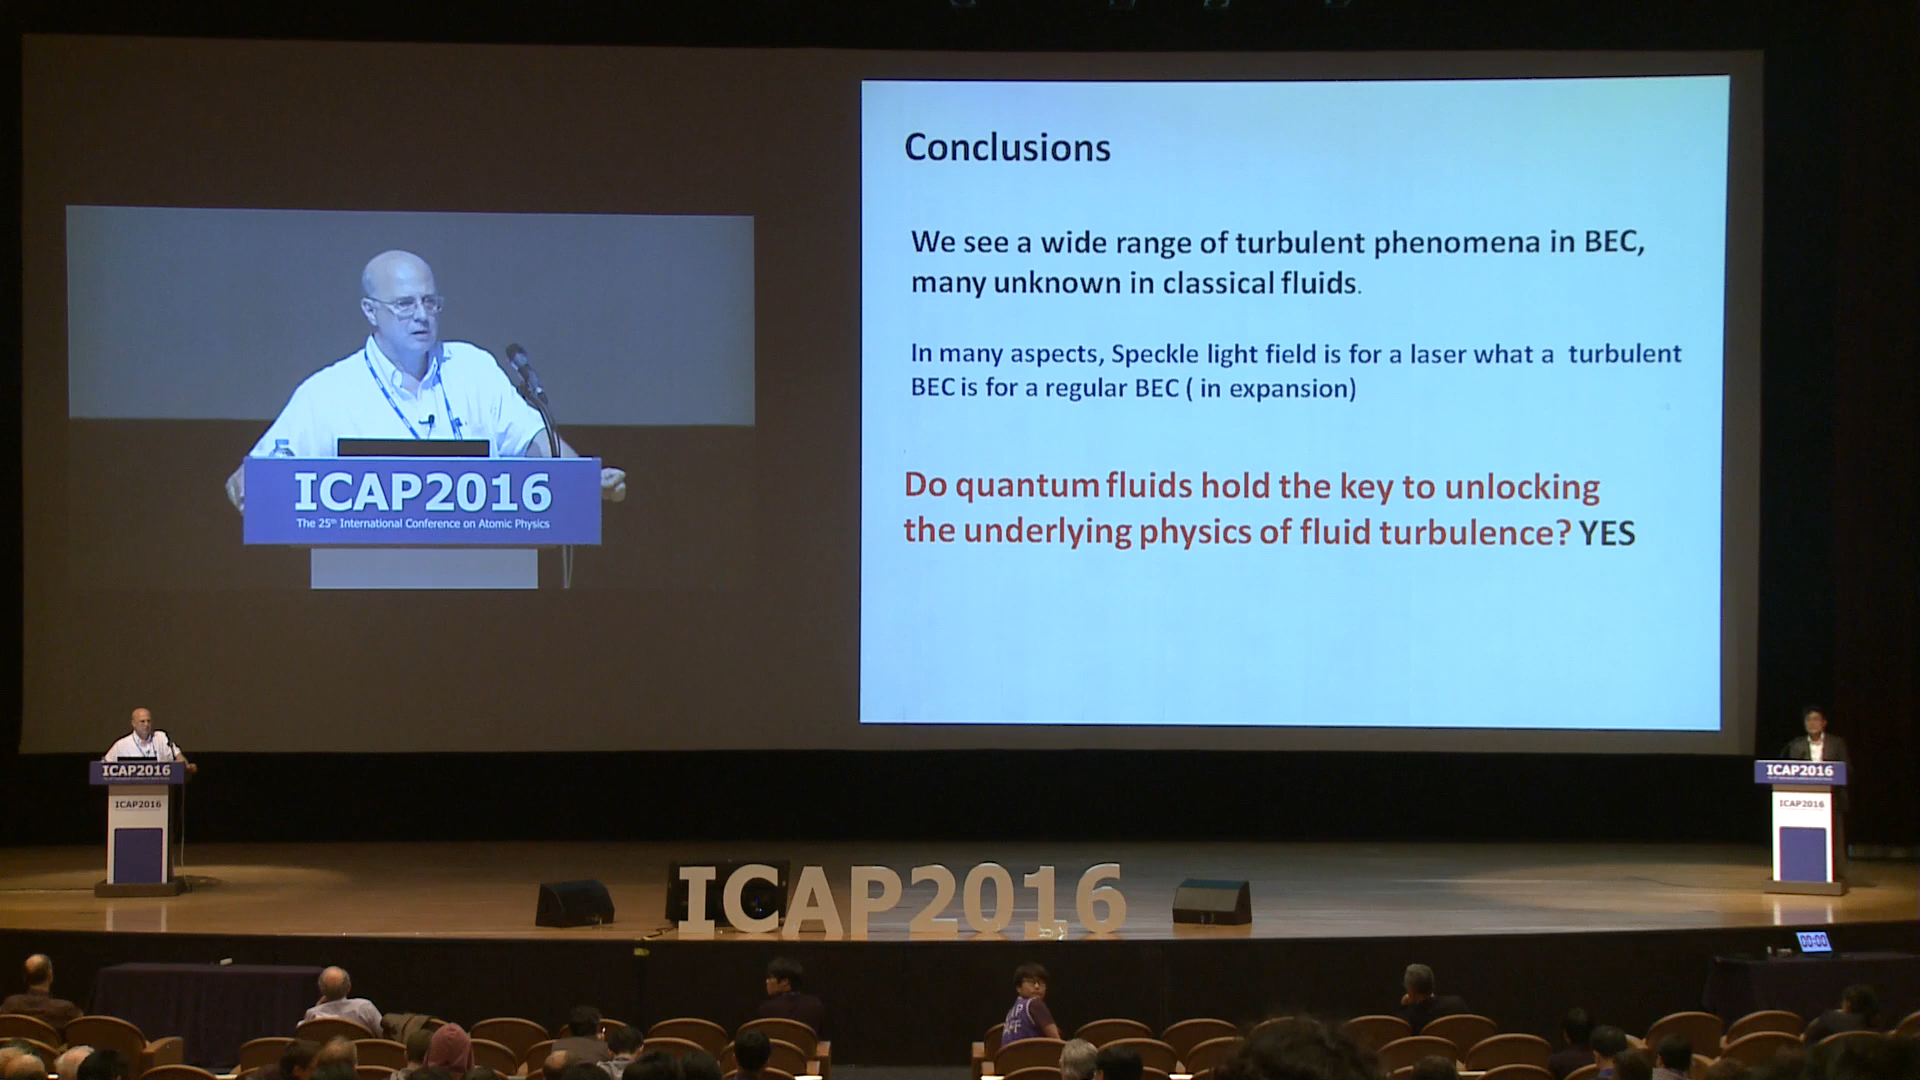 Conclusions
We see a wide range of turbulent phenomena in BEC,
many unknown in classical fluids.
In many aspects, Speckle light field is for a laser what a turbulent
BEC is for a regular BEC ( in expansion)
Do quantum fluids hold the key to unlocking
the underlying physics of fluid turbulence? YES
ICAP2016
The 25th International Conference on Atomic Physics
ICAP2016
ICAP2016
ICAP2016
ICAP2016
ICAP2016
00:00